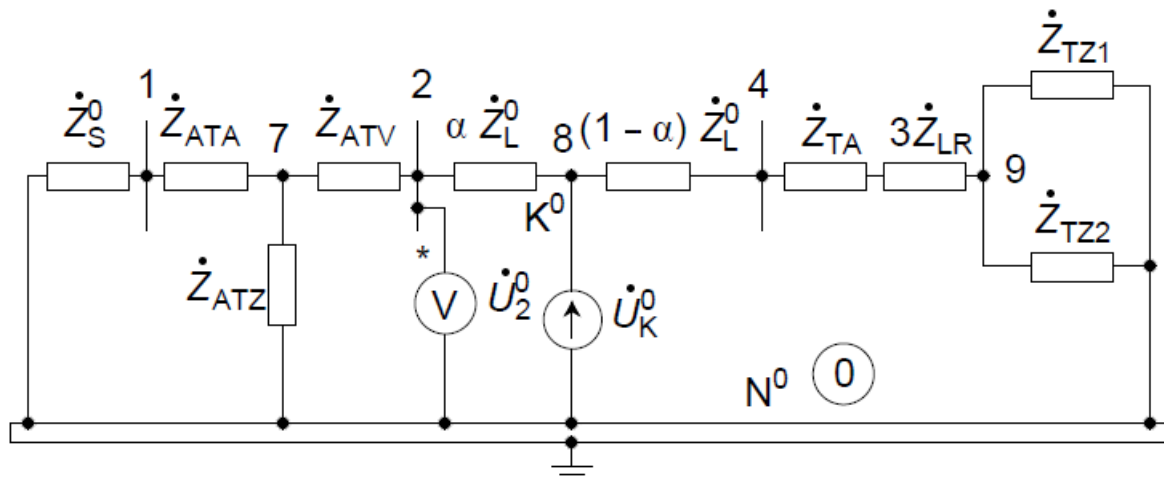 Ż_TZ1
1 2 4
Ż⁰_S Ż_ATA 7 Ż_ATV α Ż⁰_L 8 (1 - α) Ż⁰_L Ż_TA 3Ż_LR 9
K⁰
Ż_TZ2
*
Ż_ATZ V U̇⁰_2 U̇⁰_K
N⁰ 0